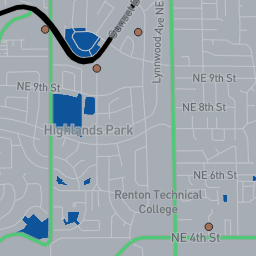 Lynnwood Ave NE
NE 9th St
NE 9th St
NE 8th St
Highlands Park
NE 6th St
Renton Technical
College
NE 4th St